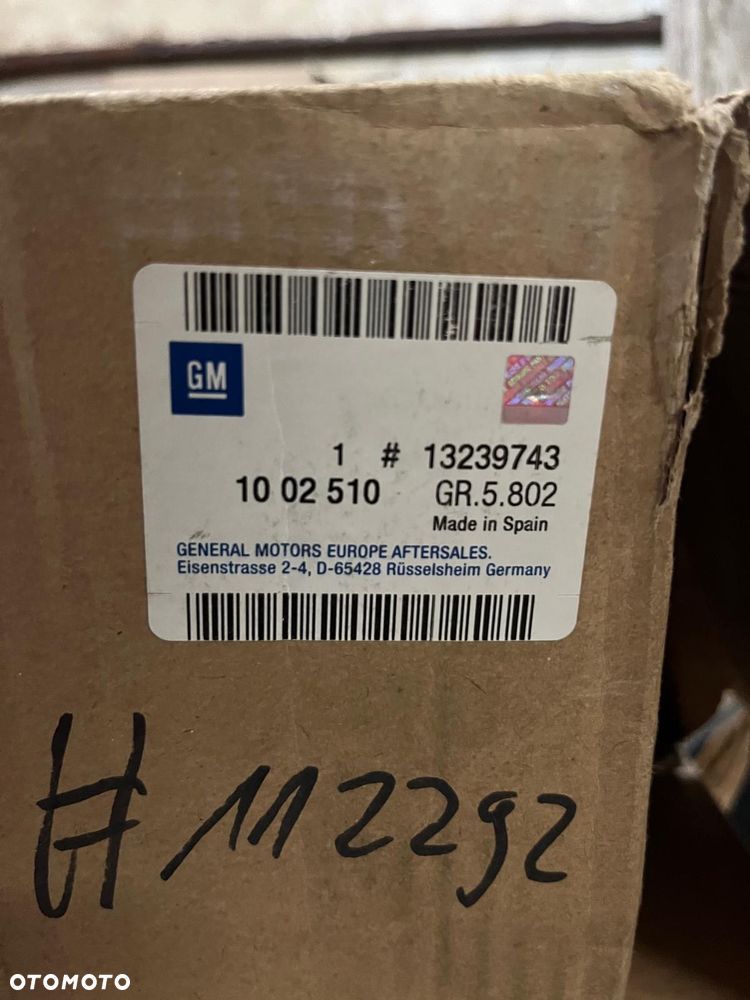 GM
1 # 13239743
10 02 510 GR.5.802
Made in Spain
GENERAL MOTORS EUROPE AFTERSALES.
Eisenstrasse 2-4, D-65428 Rüsselsheim Germany
# 112292
OTOMOTO